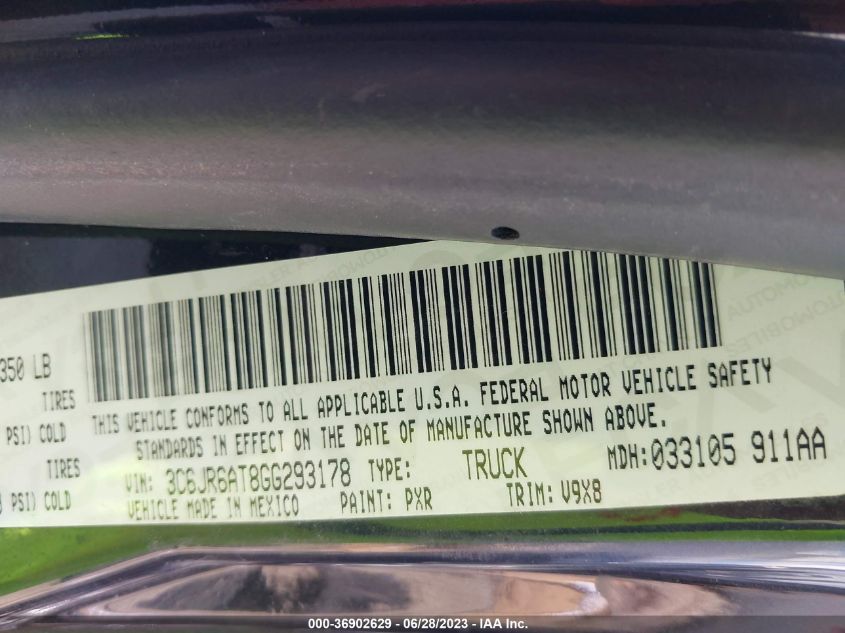 350 LB
TIRES
PSI) COLD
TIRES
PSI) COLD
THIS VEHICLE CONFORMS TO ALL APPLICABLE U.S.A. FEDERAL MOTOR VEHICLE SAFETY
STANDARDS IN EFFECT ON THE DATE OF MANUFACTURE SHOWN ABOVE.
VIN: 3C6JR6AT8GG293178 TYPE: TRUCK MDH: 033105 911AA
VEHICLE MADE IN MEXICO PAINT: PXR TRIM: V9X8
000-36902629 - 06/28/2023 - IAA Inc.